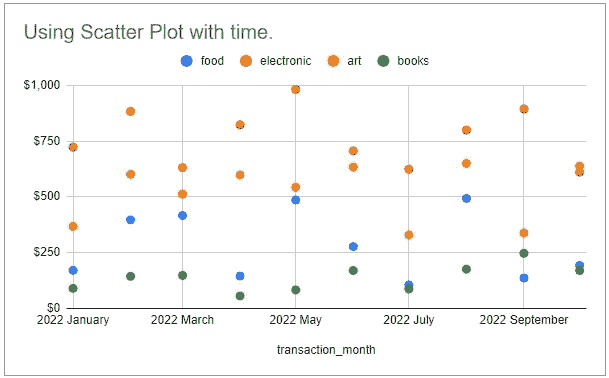 Using Scatter Plot with time.
food electronic art books
$1,000
$750
$500
$250
$0
2022 January 2022 March 2022 May 2022 July 2022 September
transaction_month